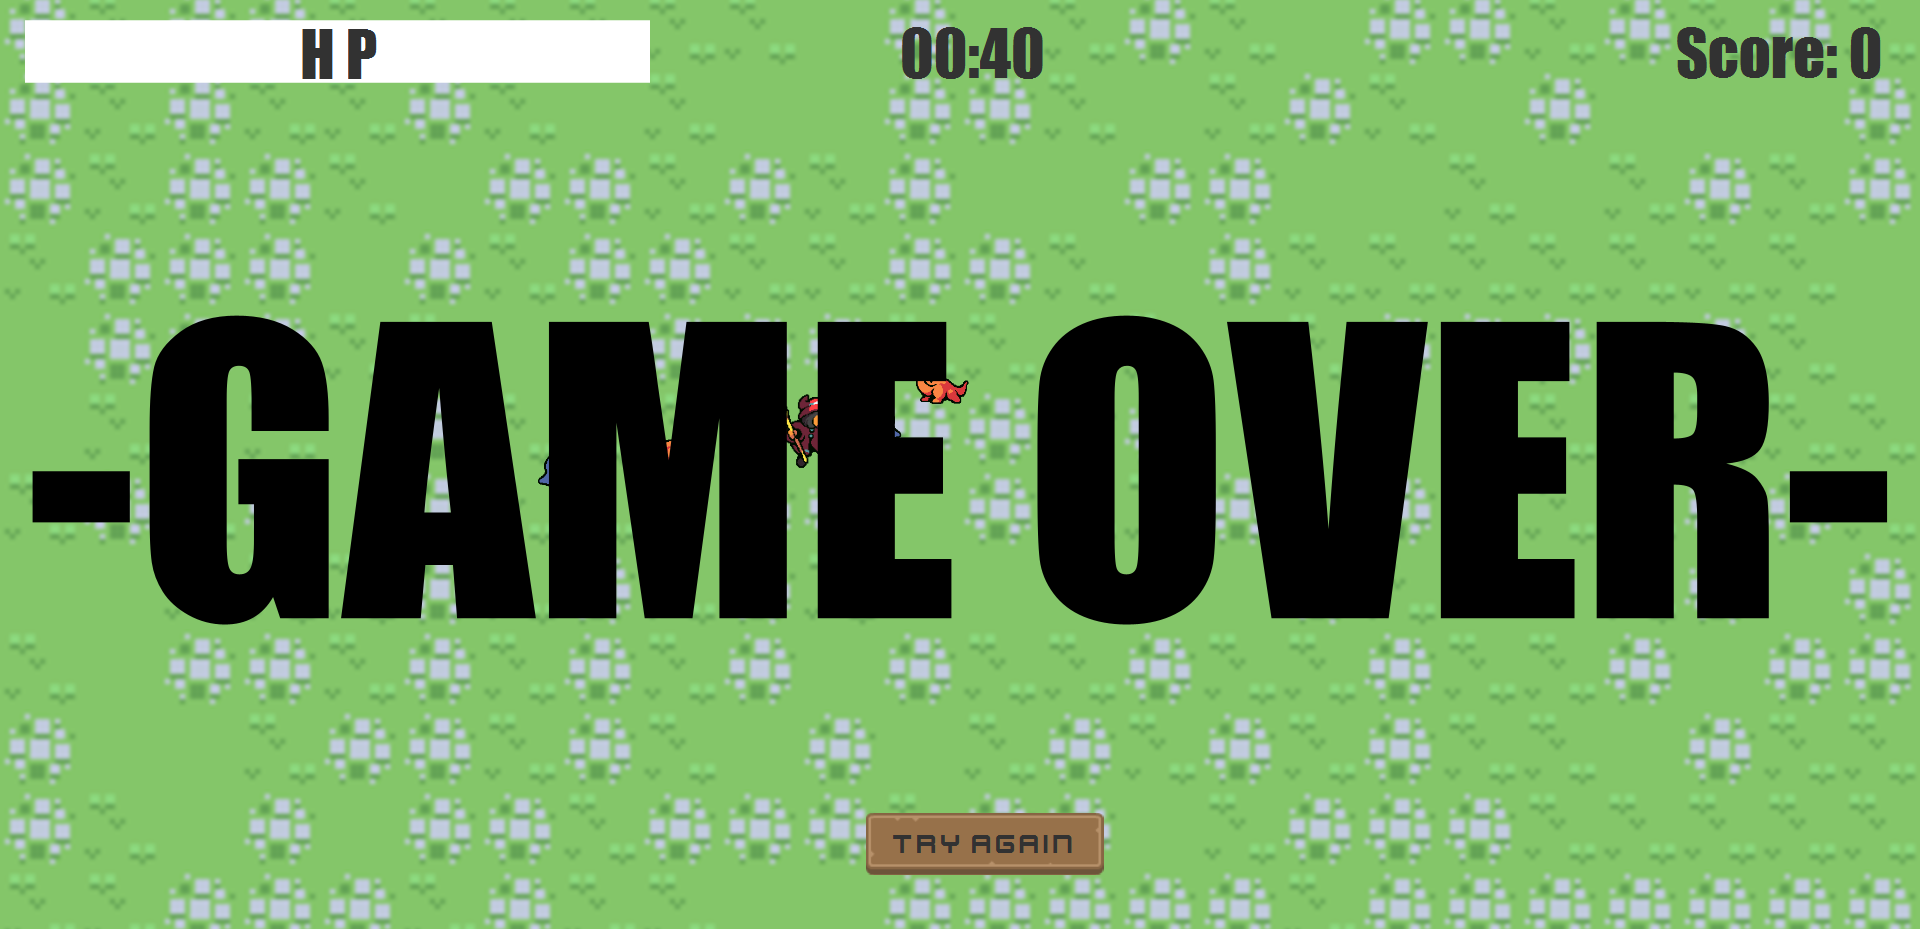 H P
00:40
Score: 0
-GAME OVER-
TRY AGAIN